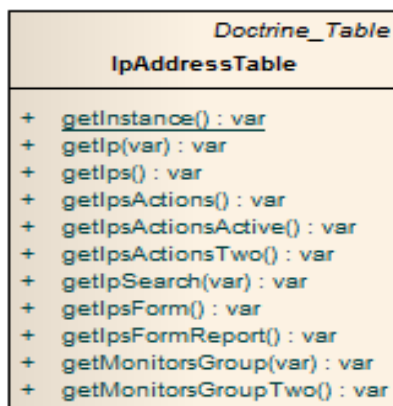 Doctrine_Table
IpAddressTable
+ getInstance() : var
+ getIp(var) : var
+ getIps() : var
+ getIpsActions() : var
+ getIpsActionsActive() : var
+ getIpsActionsTwo() : var
+ getIpSearch(var) : var
+ getIpsForm() : var
+ getIpsFormReport() : var
+ getMonitorsGroup(var) : var
+ getMonitorsGroupTwo() : var